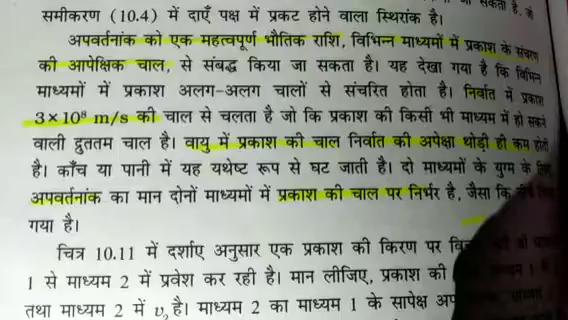 समीकरण (10.4) में दाएँ पक्ष में प्रकट होने वाला स्थिरांक है।
अपवर्तनांक को एक महत्वपूर्ण भौतिक राशि, विभिन्न माध्यमों में प्रकाश के संचरण
की आपेक्षिक चाल, से संबद्ध किया जा सकता है। यह देखा गया है कि विभिन्न
माध्यमों में प्रकाश अलग-अलग चालों से संचरित होता है। निर्वात में प्रकाश
3×10⁸ m/s की चाल से चलता है जो कि प्रकाश की किसी भी माध्यम में हो सकने
वाली द्रुततम चाल है। वायु में प्रकाश की चाल निर्वात की अपेक्षा थोड़ी ही कम होती
है। काँच या पानी में यह यथेष्ट रूप से घट जाती है। दो माध्यमों के युग्म के लिए
अपवर्तनांक का मान दोनों माध्यमों में प्रकाश की चाल पर निर्भर है, जैसा कि
गया है।
चित्र 10.11 में दर्शाए अनुसार एक प्रकाश की किरण पर
1 से माध्यम 2 में प्रवेश कर रही है। मान लीजिए, प्रकाश की
तथा माध्यम 2 में v₂ है। माध्यम 2 का माध्यम 1 के सापेक्ष